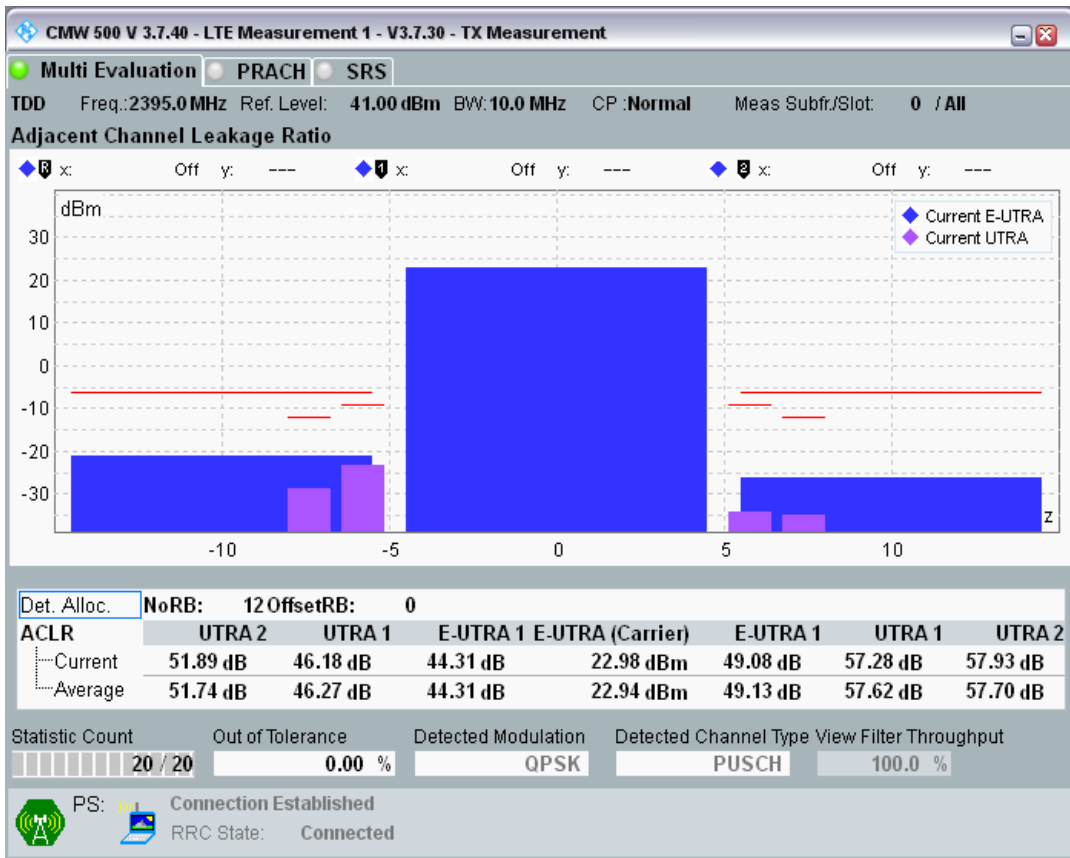 CMW 500 V 3.7.40 - LTE Measurement 1 - V3.7.30 - TX Measurement
Multi Evaluation PRACH SRS
TDD Freq.:2395.0 MHz Ref. Level: 41.00 dBm BW:10.0 MHz CP :Normal Meas Subfr./Slot: 0 / All
Adjacent Channel Leakage Ratio
R x: Off y: --- 1 x: Off y: --- 2 x: Off y: ---
dBm
Current E-UTRA
Current UTRA
30
20
10
0
-10
-20
-30
z
-10 -5 0 5 10
Det. Alloc. NoRB: 12 OffsetRB: 0
ACLR UTRA 2 UTRA 1 E-UTRA 1 E-UTRA (Carrier) E-UTRA 1 UTRA 1 UTRA 2
Current 51.89 dB 46.18 dB 44.31 dB 22.98 dBm 49.08 dB 57.28 dB 57.93 dB
Average 51.74 dB 46.27 dB 44.31 dB 22.94 dBm 49.13 dB 57.62 dB 57.70 dB
Statistic Count Out of Tolerance Detected Modulation Detected Channel Type View Filter Throughput
20 / 20 0.00 % QPSK PUSCH 100.0 %
PS: Connection Established
RRC State: Connected